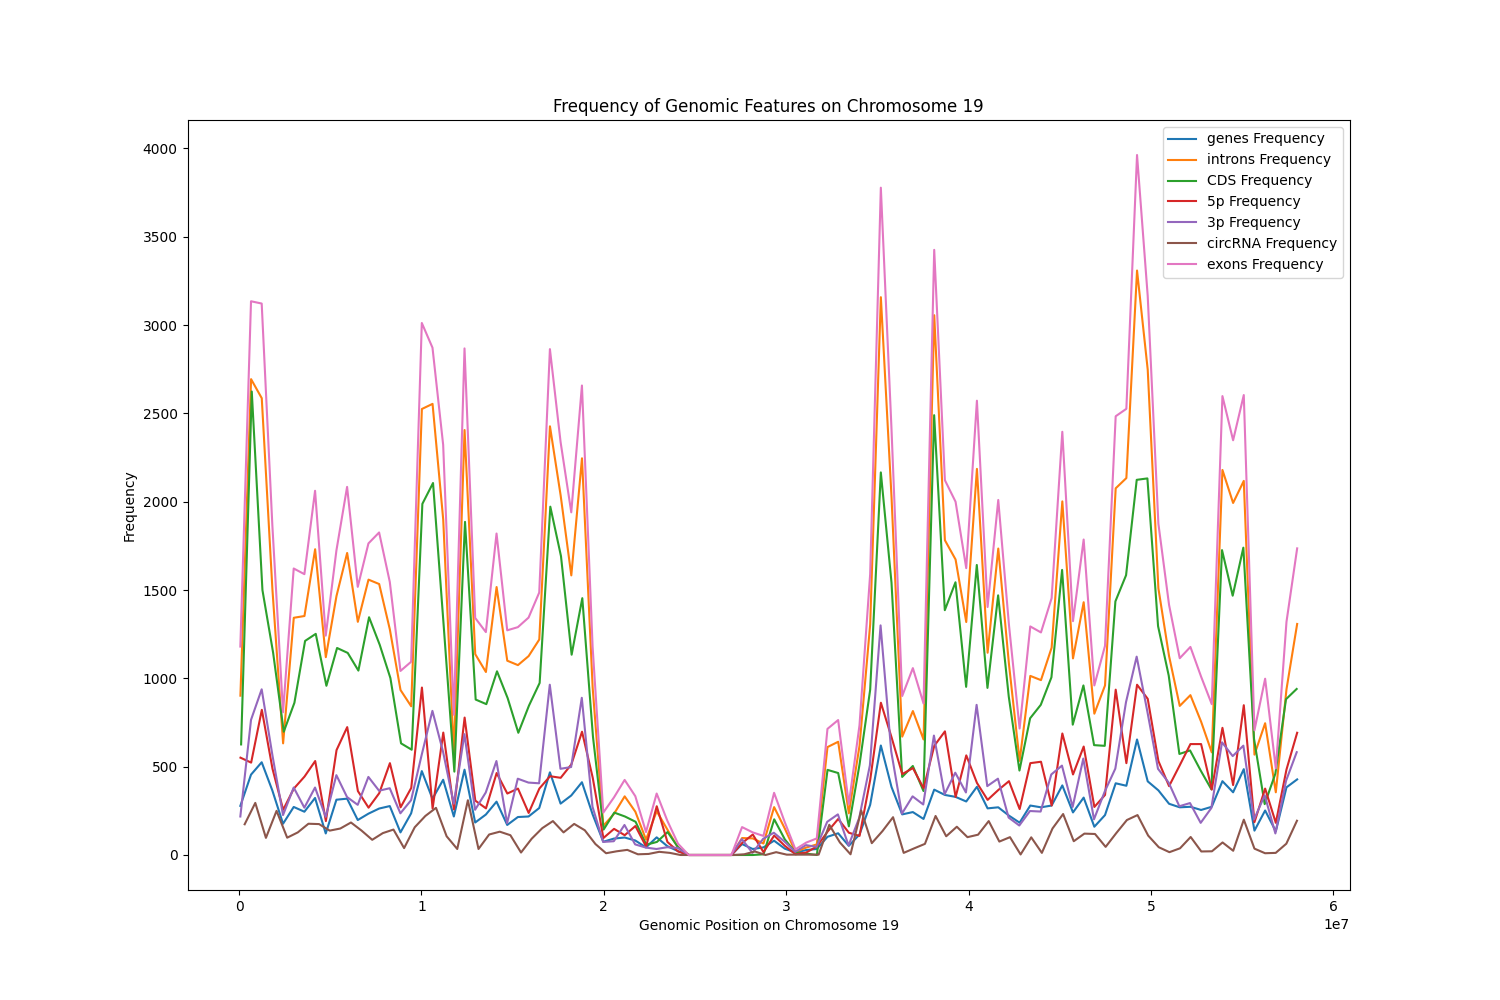 Frequency of Genomic Features on Chromosome 19
genes Frequency
introns Frequency
CDS Frequency
5p Frequency
3p Frequency
circRNA Frequency
exons Frequency
4000
3500
3000
2500
2000
1500
1000
500
0
Frequency
0 1 2 3 4 5 6
1e7
Genomic Position on Chromosome 19